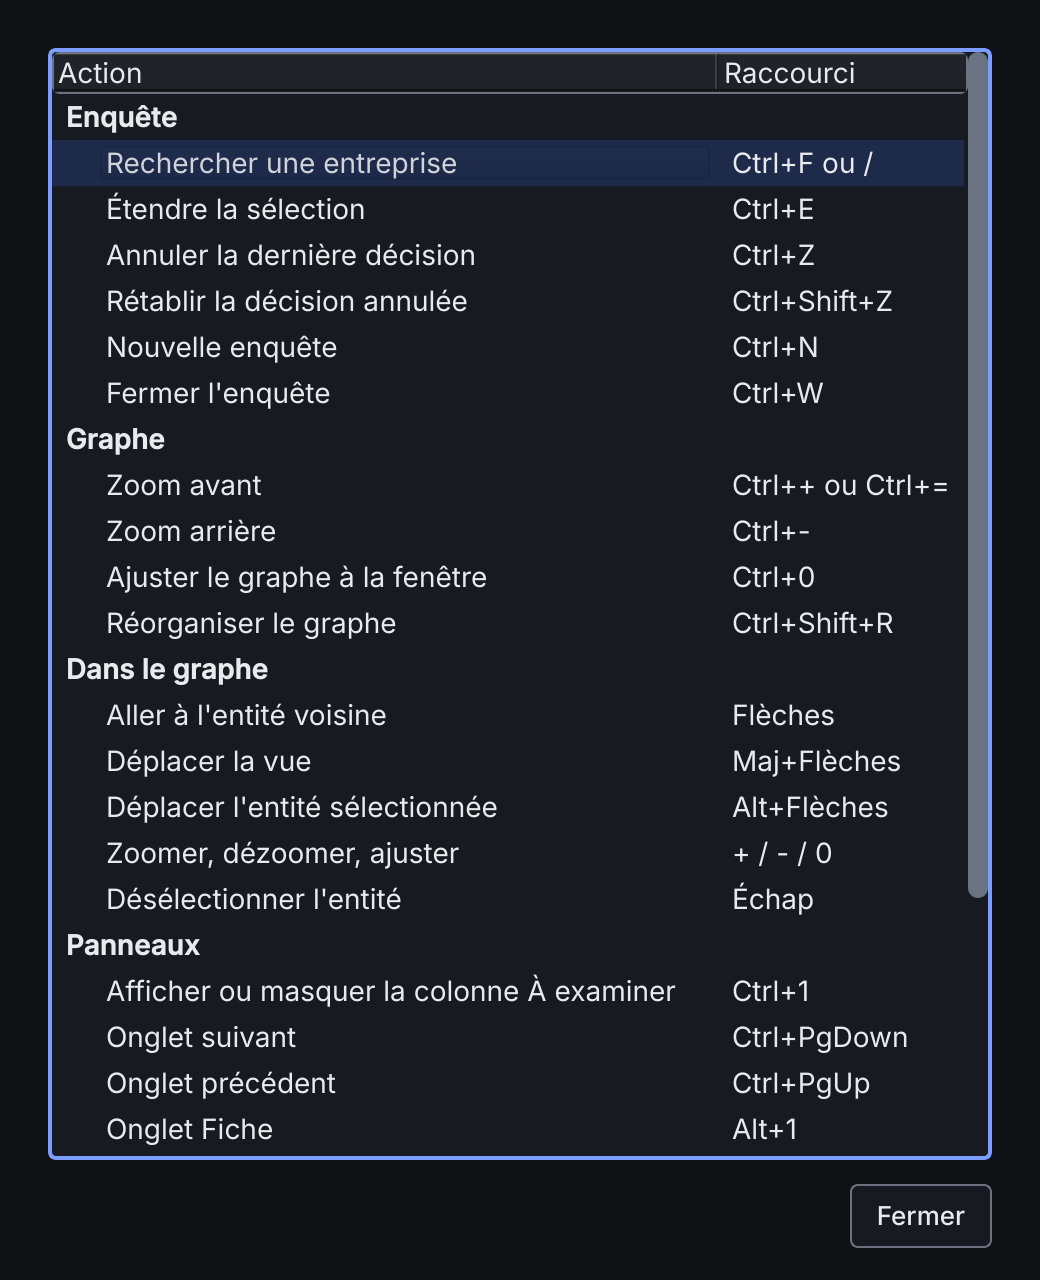 Action Raccourci
Enquête
Rechercher une entreprise Ctrl+F ou /
Étendre la sélection Ctrl+E
Annuler la dernière décision Ctrl+Z
Rétablir la décision annulée Ctrl+Shift+Z
Nouvelle enquête Ctrl+N
Fermer l'enquête Ctrl+W
Graphe
Zoom avant Ctrl++ ou Ctrl+=
Zoom arrière Ctrl+-
Ajuster le graphe à la fenêtre Ctrl+0
Réorganiser le graphe Ctrl+Shift+R
Dans le graphe
Aller à l'entité voisine Flèches
Déplacer la vue Maj+Flèches
Déplacer l'entité sélectionnée Alt+Flèches
Zoomer, dézoomer, ajuster + / - / 0
Désélectionner l'entité Échap
Panneaux
Afficher ou masquer la colonne À examiner Ctrl+1
Onglet suivant Ctrl+PgDown
Onglet précédent Ctrl+PgUp
Onglet Fiche Alt+1
Fermer